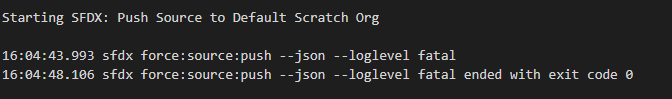 Starting SFDX: Push Source to Default Scratch Org
16:04:43.993 sfdx force:source:push --json --loglevel fatal
16:04:48.106 sfdx force:source:push --json --loglevel fatal ended with exit code 0